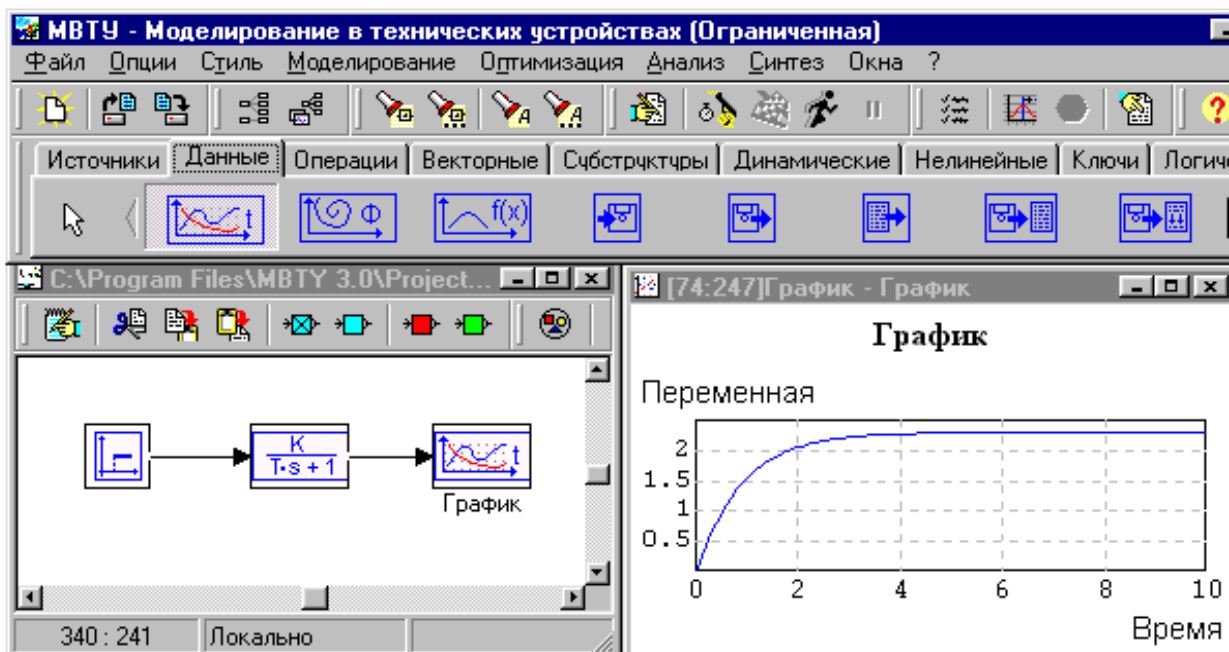 МВТУ - Моделирование в технических устройствах (Ограниченная)
Файл Опции Стиль Моделирование Оптимизация Анализ Синтез Окна ?
A A ?
Источники Данные Операции Векторные Субструктуры Динамические Нелинейные Ключи Логиче
t Ф f(x)
C:\Program Files\MBTY 3.0\Project...
K
T·s + 1
t
График
340 : 241 Локально
[74:247]График - График
График
Переменная
2
1.5
1
0.5
0 2 4 6 8 10
Время